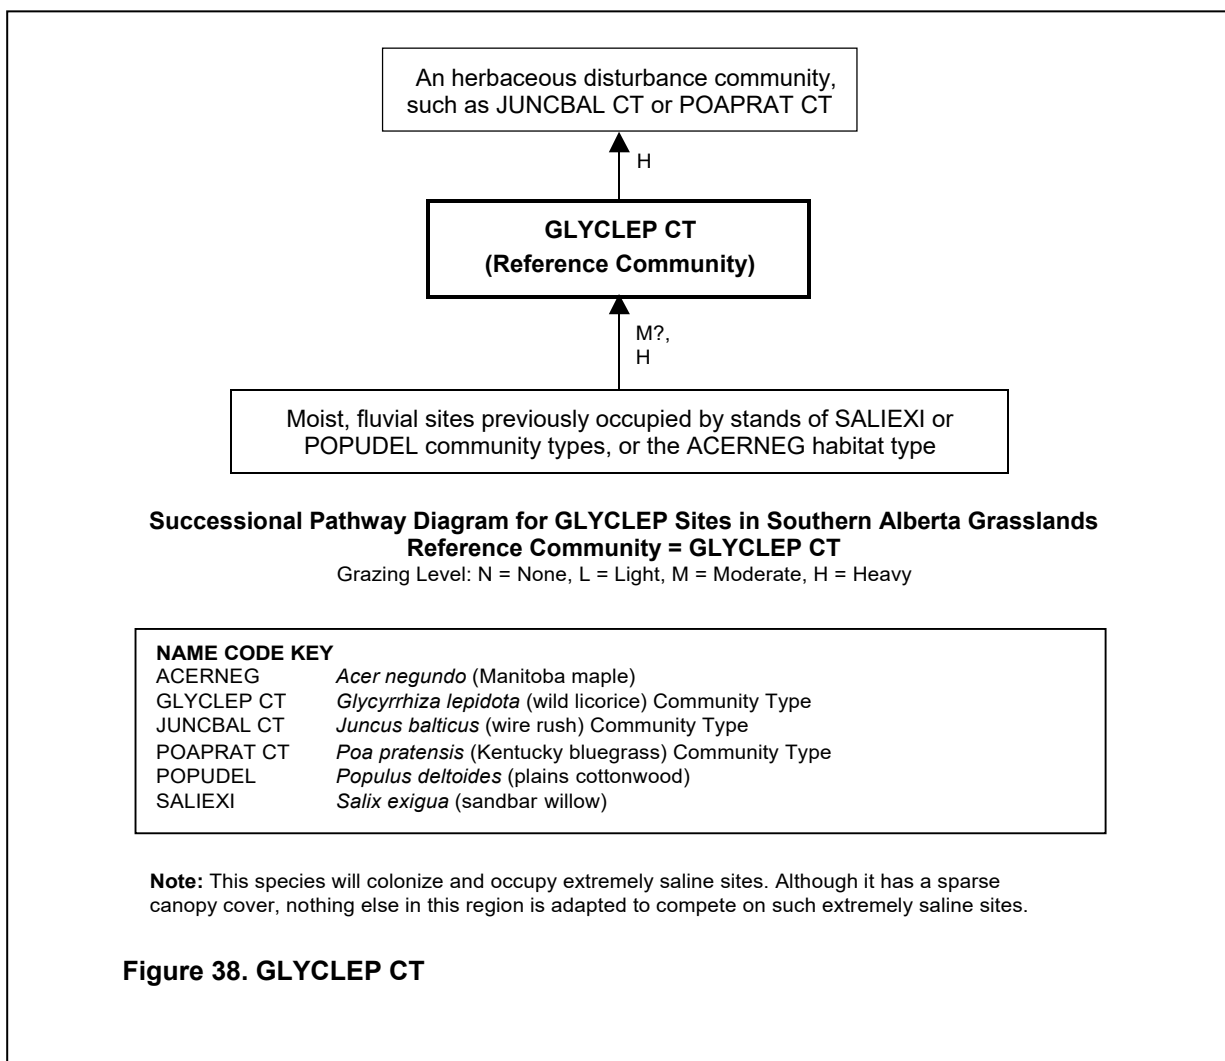 An herbaceous disturbance community,
such as JUNCBAL CT or POAPRAT CT
H
GLYCLEP CT
(Reference Community)
M?,
H
Moist, fluvial sites previously occupied by stands of SALIEXI or
POPUDEL community types, or the ACERNEG habitat type
Successional Pathway Diagram for GLYCLEP Sites in Southern Alberta Grasslands
Reference Community = GLYCLEP CT
Grazing Level: N = None, L = Light, M = Moderate, H = Heavy
NAME CODE KEY
ACERNEG Acer negundo (Manitoba maple)
GLYCLEP CT Glycyrrhiza lepidota (wild licorice) Community Type
JUNCBAL CT Juncus balticus (wire rush) Community Type
POAPRAT CT Poa pratensis (Kentucky bluegrass) Community Type
POPUDEL Populus deltoides (plains cottonwood)
SALIEXI Salix exigua (sandbar willow)
Note: This species will colonize and occupy extremely saline sites. Although it has a sparse
canopy cover, nothing else in this region is adapted to compete on such extremely saline sites.
Figure 38. GLYCLEP CT